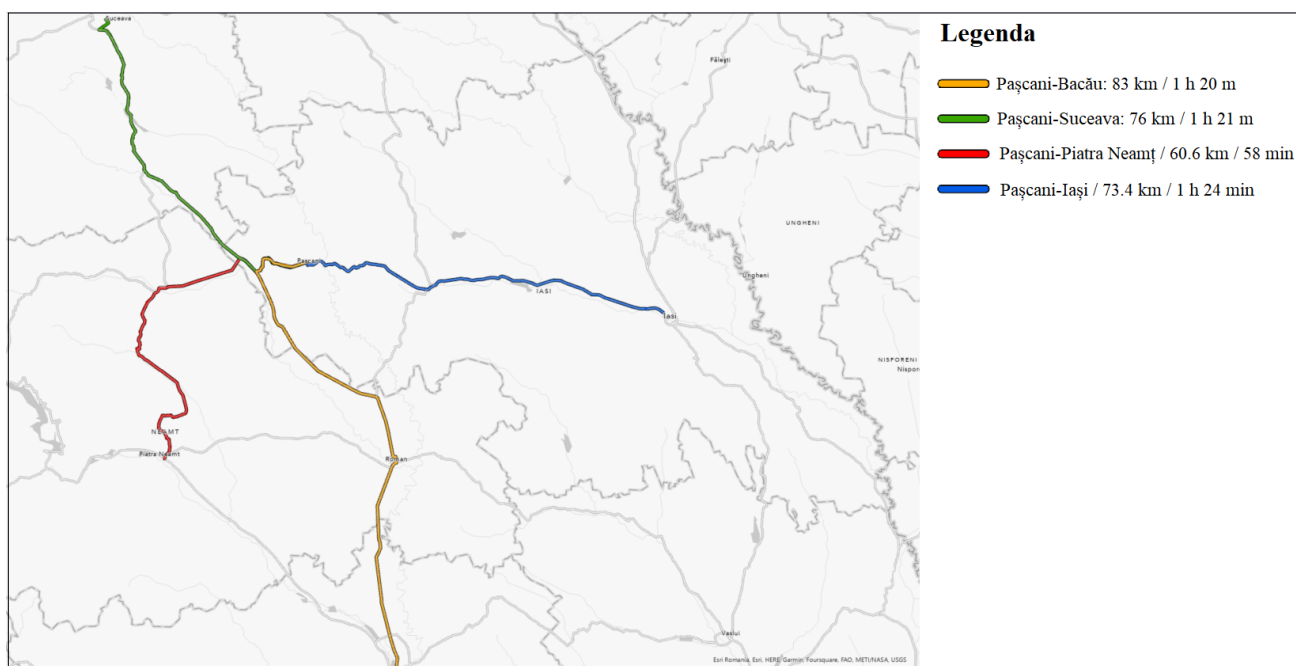 Suceava
Fălești
Legenda
Pașcani-Bacău: 83 km / 1 h 20 m
Pașcani-Suceava: 76 km / 1 h 21 m
Pașcani-Piatra Neamț / 60.6 km / 58 min
Pașcani-Iași / 73.4 km / 1 h 24 min
UNGHENI
Pașcani
Ungheni
IASI
Iasi
NISPORENI
Nispore
NEAMT
Piatra Neamt
Roman
Vaslui
Esri Romania, Esri, HERE, Garmin, Foursquare, FAO, METI/NASA, USGS